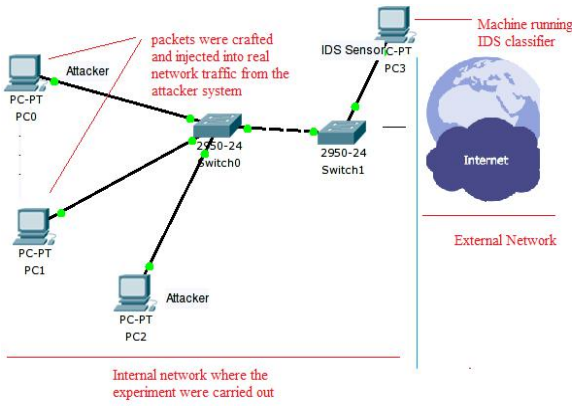 packets were crafted
and injected into real
network traffic from the
attacker system
Machine running
IDS classifier
Attacker
PC-PT
PC0
IDS Sensor
C-PT
PC3
2950-24
Switch0
2950-24
Switch1
Internet
PC-PT
PC1
External Network
Attacker
PC-PT
PC2
Internal network where the
experiment were carried out